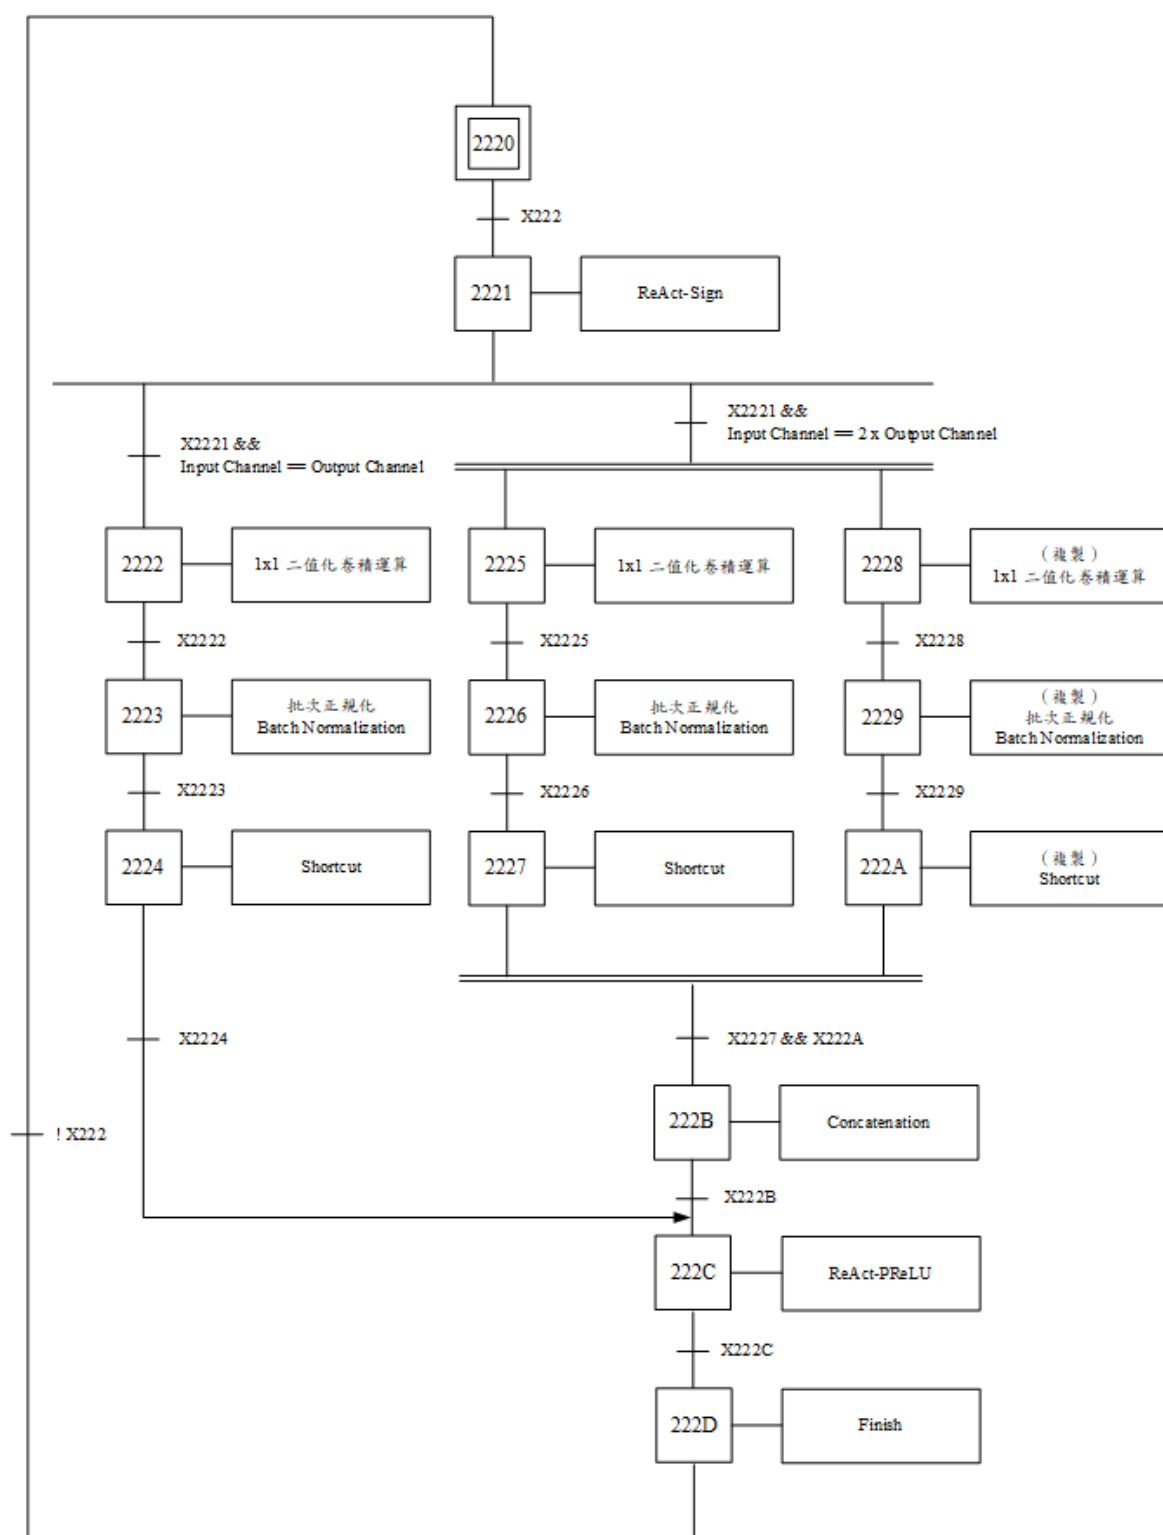 2220
X222
2221
ReAct-Sign
X2221 &&
Input Channel == Output Channel
X2221 &&
Input Channel == 2 x Output Channel
2222
1x1 二值化卷積運算
2225
1x1 二值化卷積運算
2228
（複製）
1x1 二值化卷積運算
X2222
X2225
X2228
2223
批次正規化
Batch Normalization
2226
批次正規化
Batch Normalization
2229
（複製）
批次正規化
Batch Normalization
X2223
X2226
X2229
2224
Shortcut
2227
Shortcut
222A
（複製）
Shortcut
X2224
X2227 && X222A
222B
Concatenation
! X222
X222B
222C
ReAct-PReLU
X222C
222D
Finish